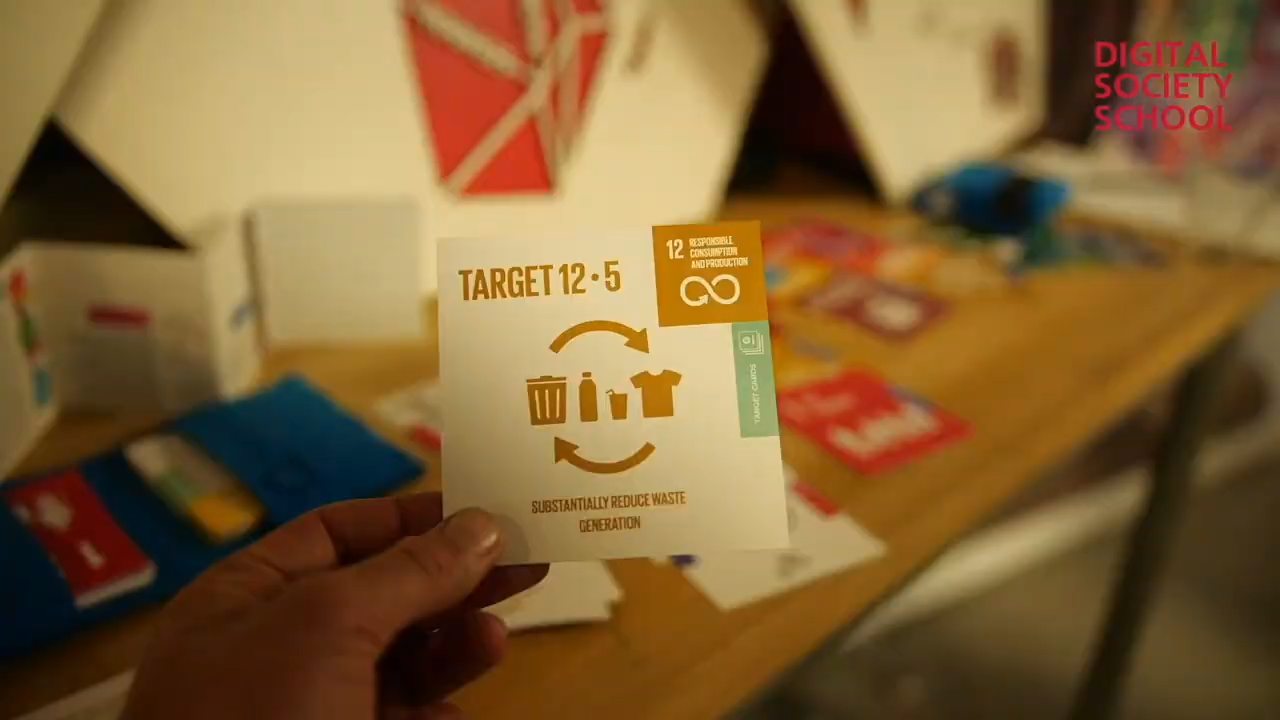 DIGITAL
SOCIETY
SCHOOL
TARGET 12•5
12 RESPONSIBLE
CONSUMPTION
AND PRODUCTION
TARGET CARDS
SUBSTANTIALLY REDUCE WASTE
GENERATION